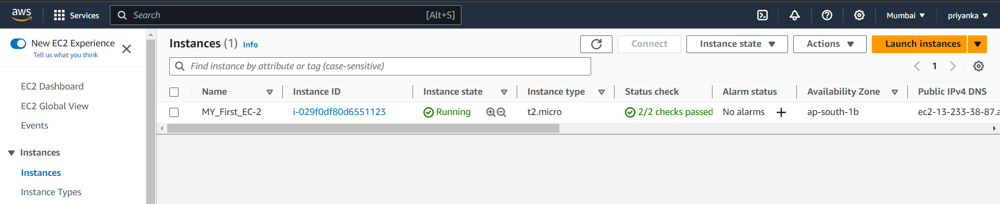 aws Services Search [Alt+S] Mumbai priyanka
New EC2 Experience
Tell us what you think
EC2 Dashboard
EC2 Global View
Events
Instances
Instances
Instance Types
Instances (1) Info
Connect Instance state Actions Launch instances
Find instance by attribute or tag (case-sensitive) 1
Name Instance ID Instance state Instance type Status check Alarm status Availability Zone Public IPv4 DNS
MY_First_EC-2 i-029f0df80d6551123 Running t2.micro 2/2 checks passed No alarms + ap-south-1b ec2-13-233-38-87.a